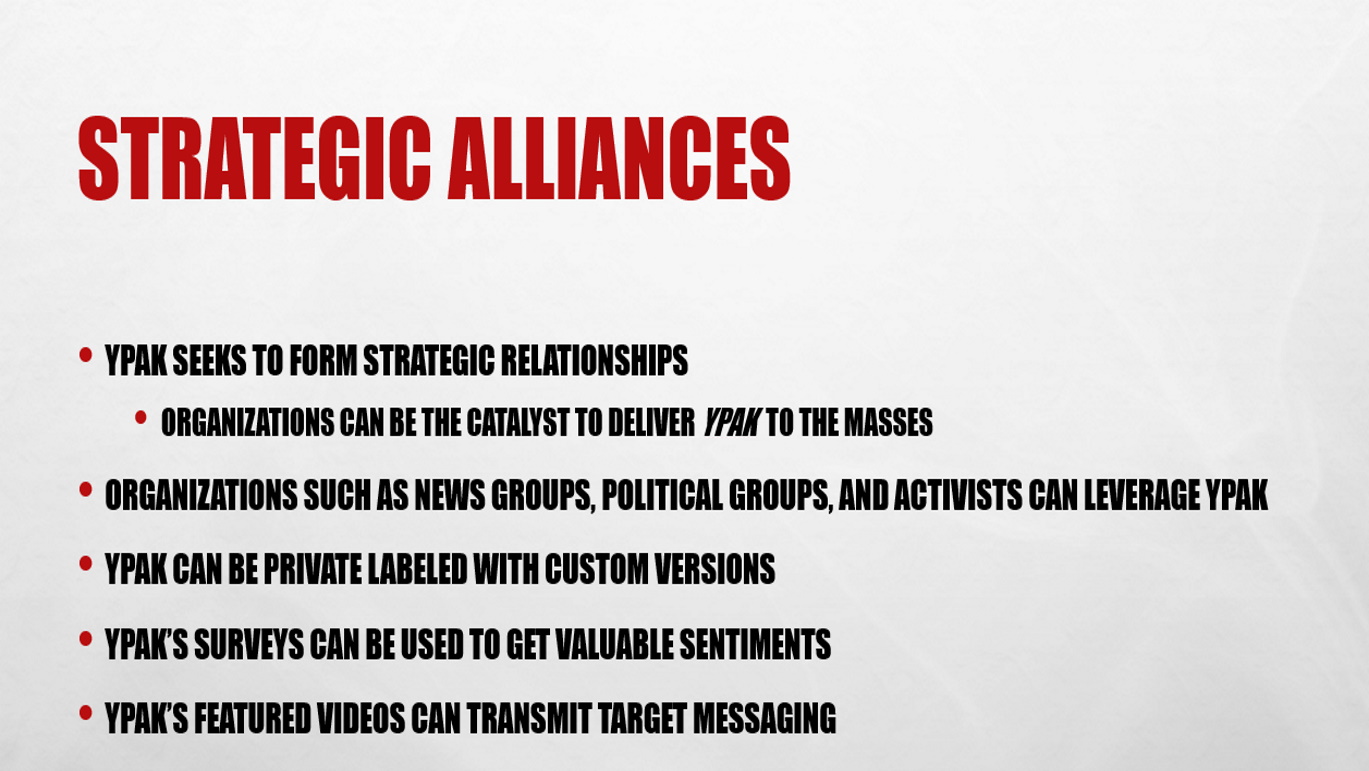 STRATEGIC ALLIANCES
• YPAK SEEKS TO FORM STRATEGIC RELATIONSHIPS
• ORGANIZATIONS CAN BE THE CATALYST TO DELIVER YPAK TO THE MASSES
• ORGANIZATIONS SUCH AS NEWS GROUPS, POLITICAL GROUPS, AND ACTIVISTS CAN LEVERAGE YPAK
• YPAK CAN BE PRIVATE LABELED WITH CUSTOM VERSIONS
• YPAK’S SURVEYS CAN BE USED TO GET VALUABLE SENTIMENTS
• YPAK’S FEATURED VIDEOS CAN TRANSMIT TARGET MESSAGING